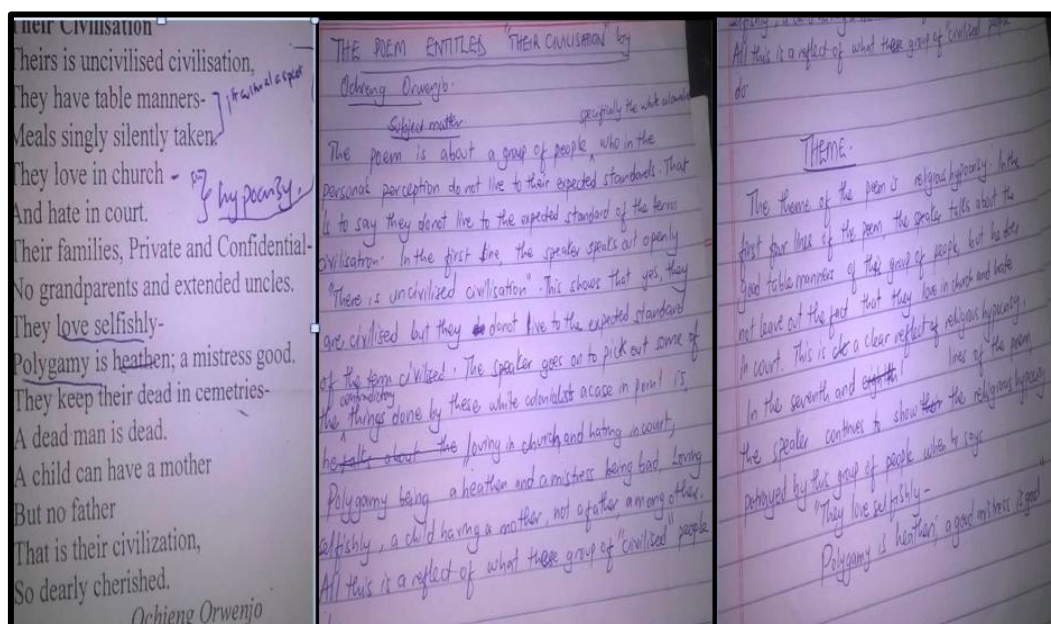 Their Civilisation
Theirs is uncivilised civilisation,
They have table manners-
Meals singly silently taken.
They love in church -
hypocrisy.
And hate in court.
Their families, Private and Confidential-
No grandparents and extended uncles.
They love selfishly-
Polygamy is heathen; a mistress good.
They keep their dead in cemetries-
A dead man is dead.
A child can have a mother
But no father
That is their civilization,
So dearly cherished.
Ochieng Orwenjo
THE POEM ENTITLED "THEIR CIVILISATION" by
Ochieng Orwenjo.
Subject matter
specifically the white colonialists
The poem is about a group of people who in the
personas perception do not live to their expected standards. That
is to say they donot live to the expected standard of the term
civilisation. In the first line, the speaker speaks out openly
"There is uncivilized civilisation". This shows that yes, they
are civilised but they donot live to the expected standard
of the term civilised. The speaker goes on to pick out some of
contradictory
the things done by these white colonialists a case in point is,
he talks about the loving in church and hating in court,
Polygamy being a heathen and a mistress being bad, Loving
selfishly, a child having a mother, not a father, among other.
All this is a reflect of what these group of "civilised" people
All this is a reflect of what these group of "civilized people
do.
THEME.
The theme of the poem is religious hypocrisy. In the
first four lines of the poem, the speaker talks about the
good table manners of this group of people, but he does
not leave out the fact that they love in church and hate
in court. This is a clear reflect of religious hypocrisy.
In the seventh and eighth lines of the poem,
the speaker continues to show their the religious hypocrisy
potrayed by this group of people when he says
"They love selfishly-
Polygamy is heathen; a good mistress is good"